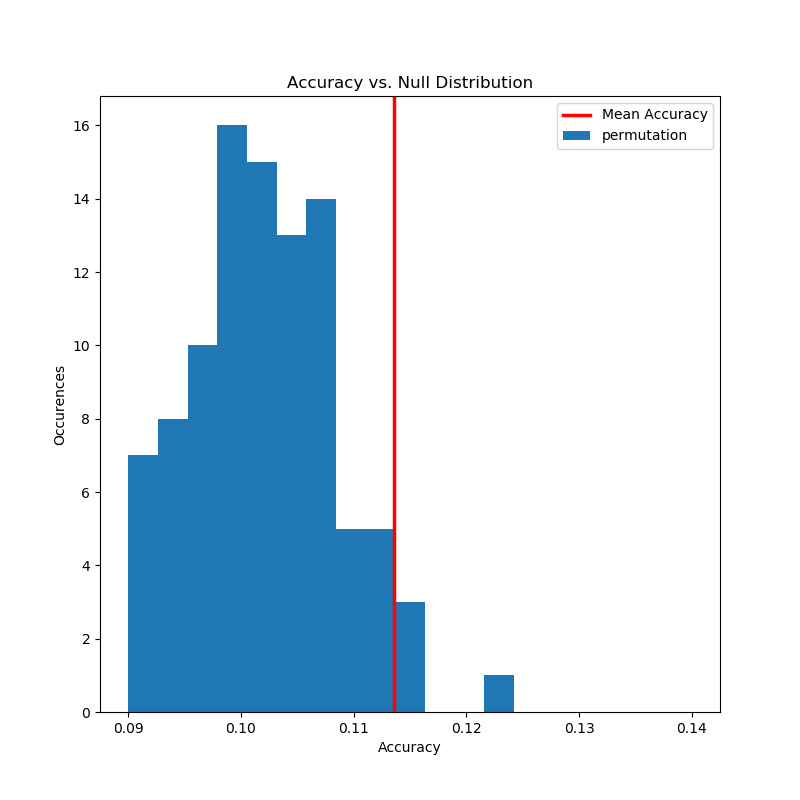 Accuracy vs. Null Distribution
Mean Accuracy
permutation
16
14
12
10
8
6
4
2
0
Occurences
0.09 0.10 0.11 0.12 0.13 0.14
Accuracy